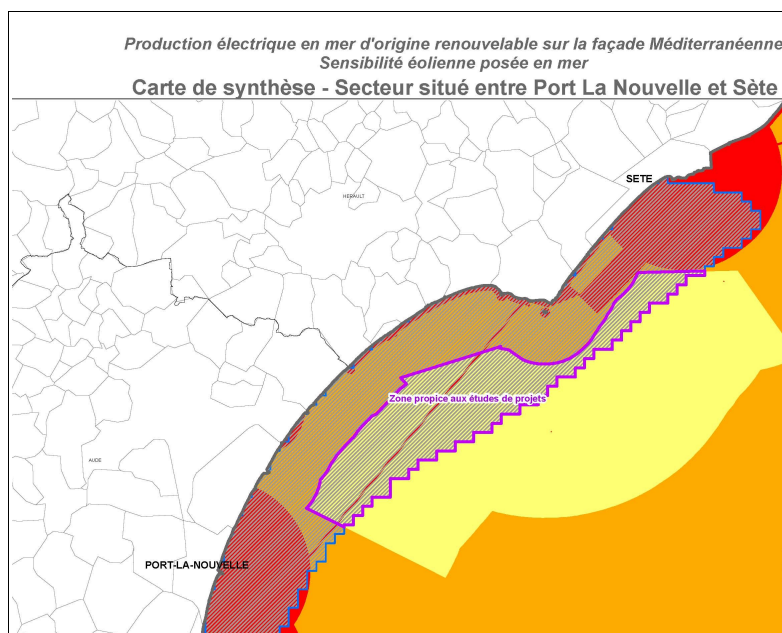 Production électrique en mer d'origine renouvelable sur la façade Méditerranéenne
Sensibilité éolienne posée en mer
Carte de synthèse - Secteur situé entre Port La Nouvelle et Sète
SETE
HERAULT
Zone propice aux études de projets
AUDE
PORT-LA-NOUVELLE